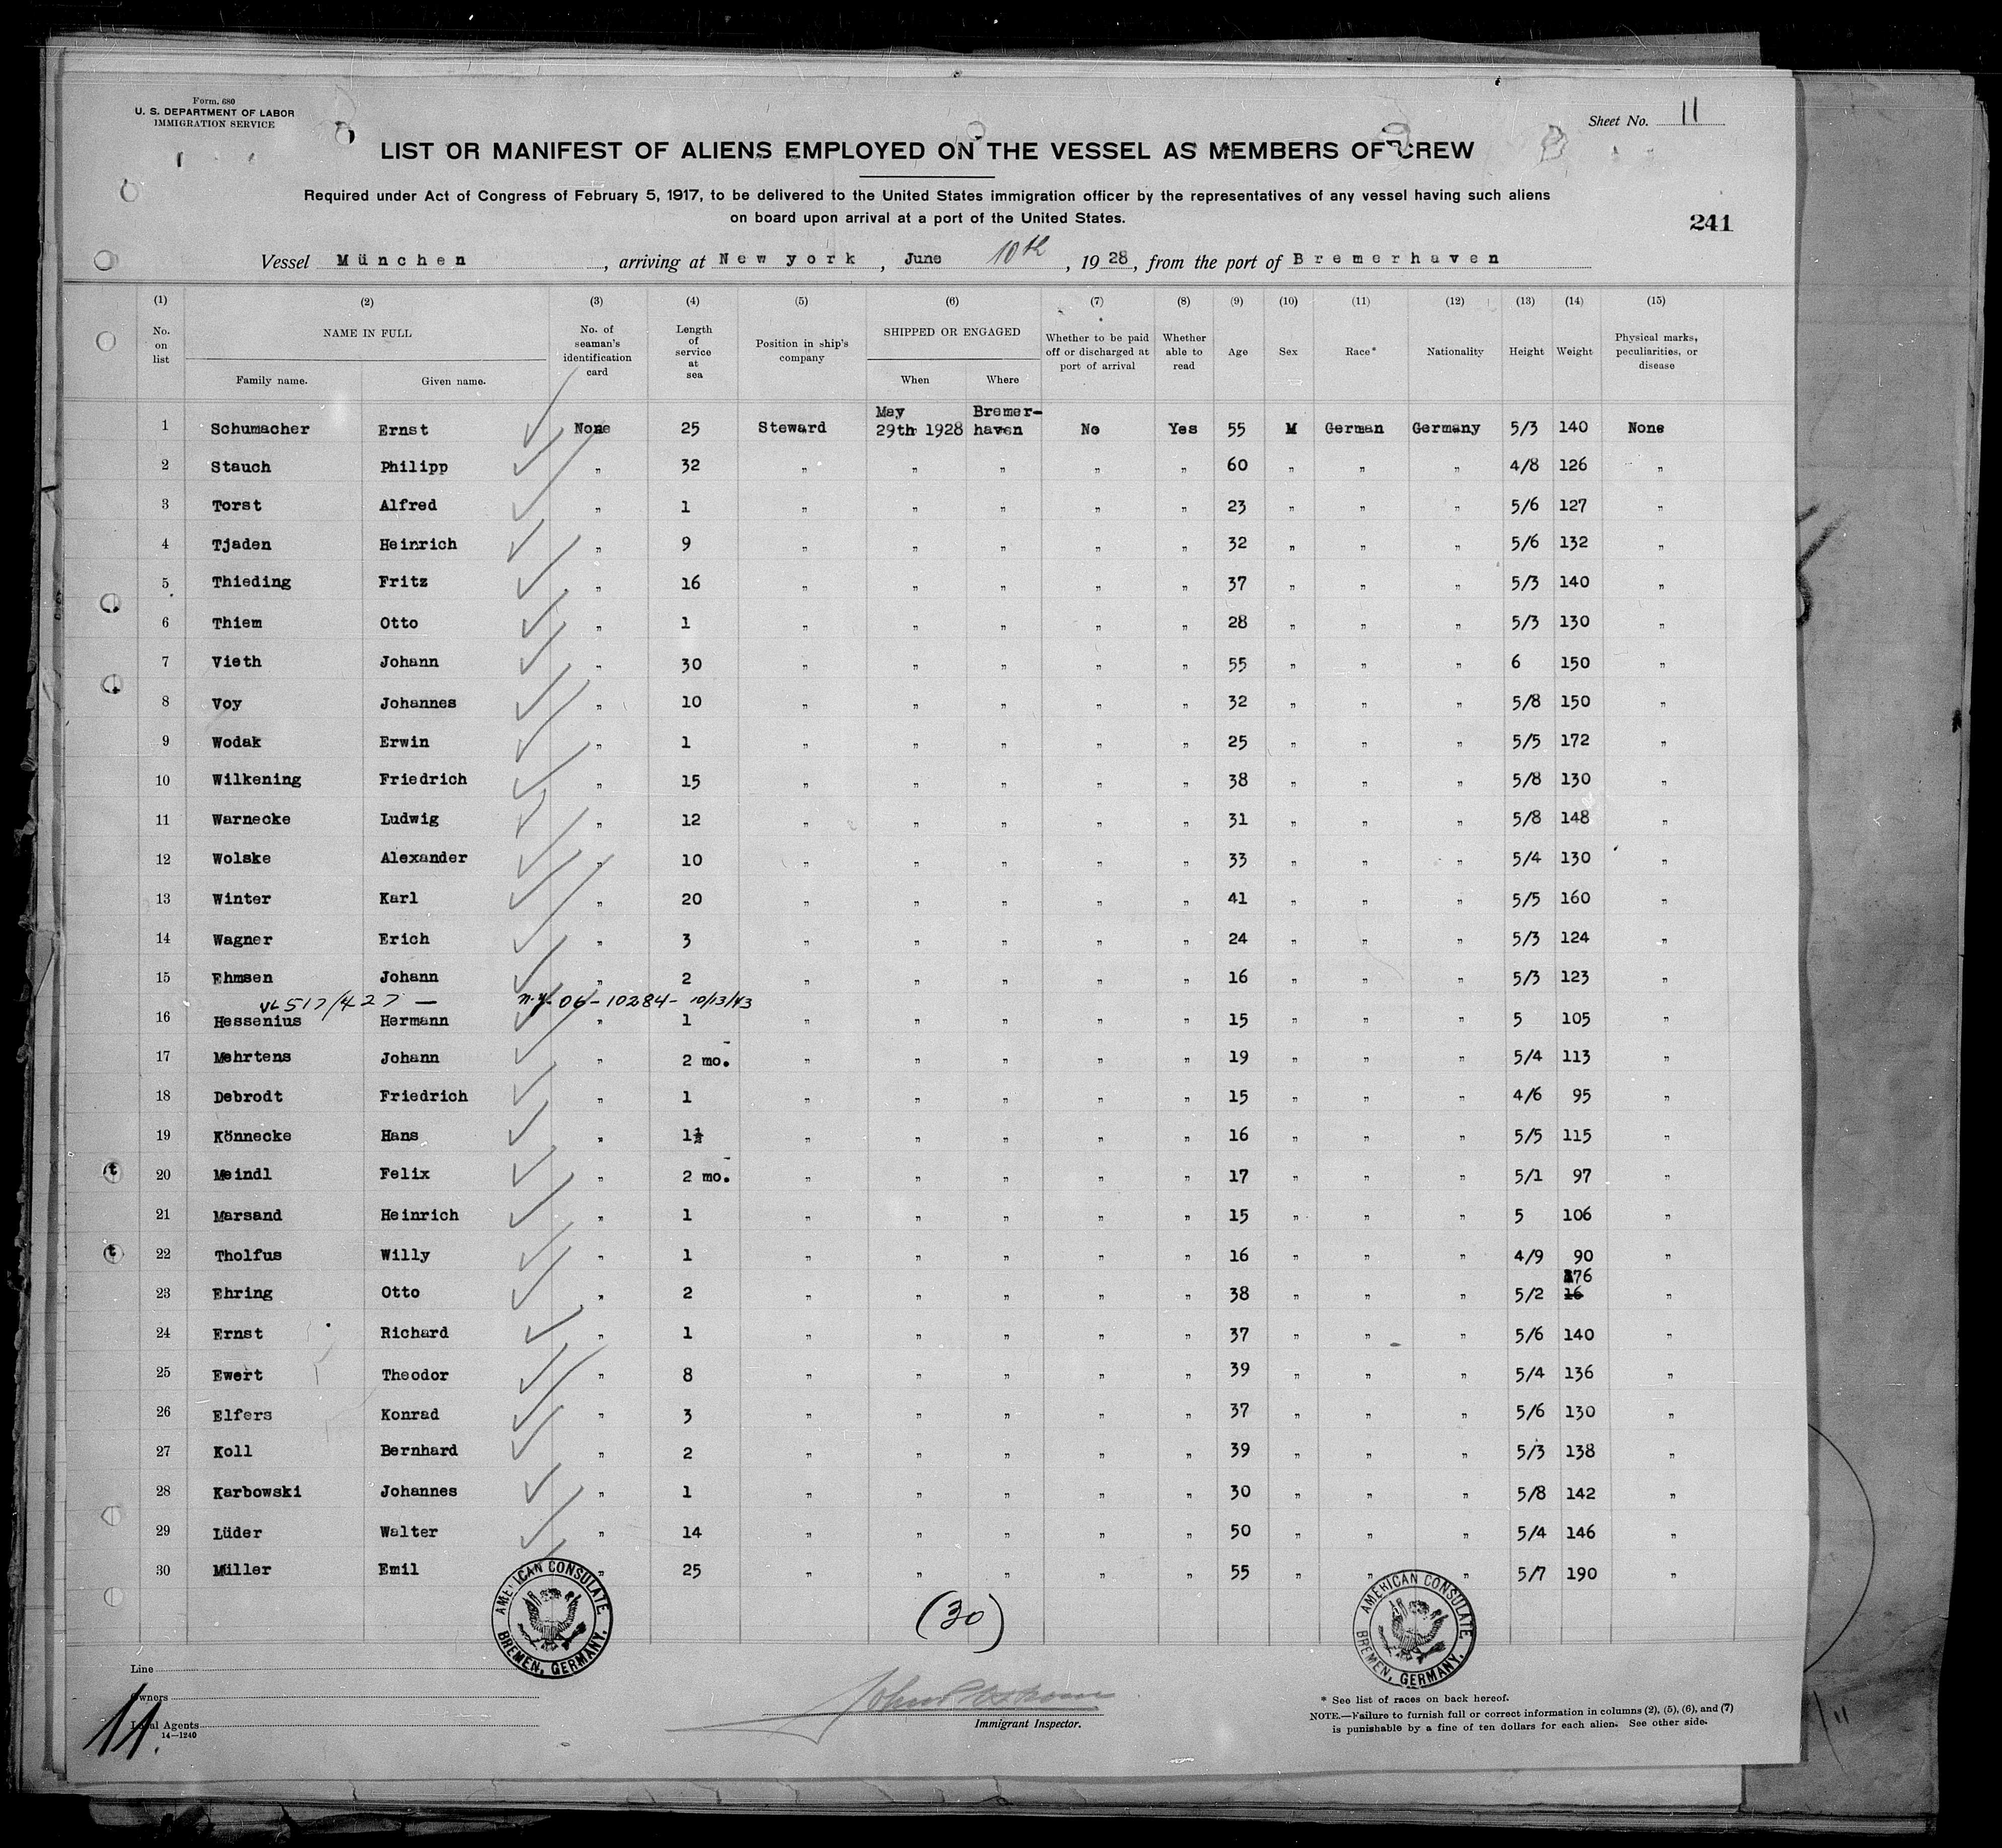 Form. 680
U. S. DEPARTMENT OF LABOR
IMMIGRATION SERVICE
Sheet No. 11
LIST OR MANIFEST OF ALIENS EMPLOYED ON THE VESSEL AS MEMBERS OF CREW
Required under Act of Congress of February 5, 1917, to be delivered to the United States immigration officer by the representatives of any vessel having such aliens
on board upon arrival at a port of the United States.
241
Vessel München, arriving at New york, June 10th, 1928, from the port of Bremerhaven
(1) (2) (3) (4) (5) (6) (7) (8) (9) (10) (11) (12) (13) (14) (15)
No. on list NAME IN FULL Family name. Given name. No. of seaman's identification card Length of service at sea Position in ship's company SHIPPED OR ENGAGED When Where Whether to be paid off or discharged at port of arrival Whether able to read Age Sex Race* Nationality Height Weight Physical marks, peculiarities, or disease
1 Schumacher Ernst None 25 Steward May 29th 1928 Bremer-haven No Yes 55 M German Germany 5/3 140 None
2 Stauch Philipp " 32 " " " " " 60 " " " 4/8 126 "
3 Torst Alfred " 1 " " " " " 23 " " " 5/6 127 "
4 Tjaden Heinrich " 9 " " " " " 32 " " " 5/6 132 "
5 Thieding Fritz " 16 " " " " " 37 " " " 5/3 140 "
6 Thiem Otto " 1 " " " " " 28 " " " 5/3 130 "
7 Vieth Johann " 30 " " " " " 55 " " " 6 150 "
8 Voy Johannes " 10 " " " " " 32 " " " 5/8 150 "
9 Wodak Erwin " 1 " " " " " 25 " " " 5/5 172 "
10 Wilkening Friedrich " 15 " " " " " 38 " " " 5/8 130 "
11 Warnecke Ludwig " 12 " " " " " 31 " " " 5/8 148 "
12 Wolske Alexander " 10 " " " " " 33 " " " 5/4 130 "
13 Winter Karl " 20 " " " " " 41 " " " 5/5 160 "
14 Wagner Erich " 3 " " " " " 24 " " " 5/3 124 "
15 Ehmsen Johann " 2 " " " " " 16 " " " 5/3 123 "
VL 517/427 — n.y. 06-10284- 10/13/43
16 Hessenius Hermann " 1 " " " " " 15 " " " 5 105 "
17 Mehrtens Johann " 2 mo. " " " " " 19 " " " 5/4 113 "
18 Debrodt Friedrich " 1 " " " " " 15 " " " 4/6 95 "
19 Könnecke Hans " 1½ " " " " " 16 " " " 5/5 115 "
20 Meindl Felix " 2 mo. " " " " " 17 " " " 5/1 97 "
21 Marsand Heinrich " 1 " " " " " 15 " " " 5 106 "
22 Tholfus Willy " 1 " " " " " 16 " " " 4/9 90 "
23 Ehring Otto " 2 " " " " " 38 " " " 5/2 16 176 "
24 Ernst Richard " 1 " " " " " 37 " " " 5/6 140 "
25 Ewert Theodor " 8 " " " " " 39 " " " 5/4 136 "
26 Elfers Konrad " 3 " " " " " 37 " " " 5/6 130 "
27 Koll Bernhard " 2 " " " " " 39 " " " 5/3 138 "
28 Karbowski Johannes " 1 " " " " " 30 " " " 5/8 142 "
29 Lüder Walter " 14 " " " " " 50 " " " 5/4 146 "
30 Müller Emil " 25 " " " " " 55 " " " 5/7 190 "
AMERICAN CONSULATE. BREMEN, GERMANY.
(30)
AMERICAN CONSULATE. BREMEN, GERMANY.
Line
Owners
Local Agents
14—1240
11.
Immigrant Inspector.
* See list of races on back hereof.
NOTE.—Failure to furnish full or correct information in columns (2), (5), (6), and (7)
is punishable by a fine of ten dollars for each alien. See other side.